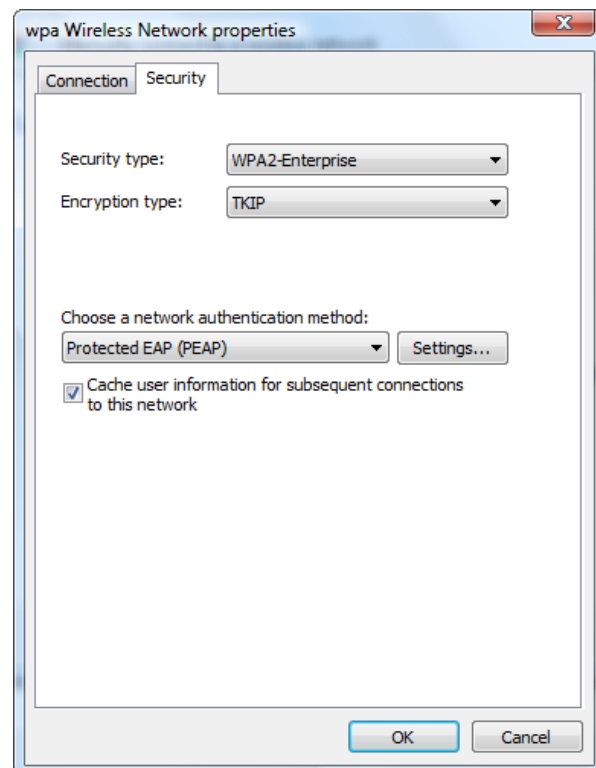 wpa Wireless Network properties
Connection Security
Security type: WPA2-Enterprise
Encryption type: TKIP
Choose a network authentication method:
Protected EAP (PEAP) Settings...
Cache user information for subsequent connections
to this network
OK Cancel